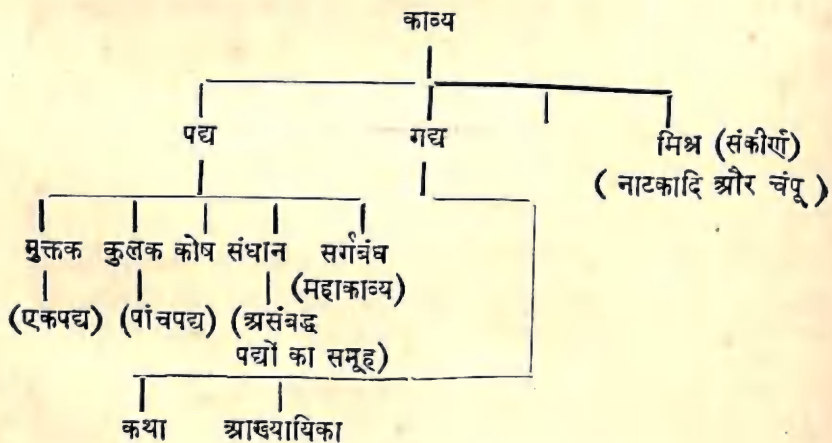 काव्य
पद्य गद्य मिश्र (संकीर्ण)
( नाटकादि और चंपू )
मुक्तक कुलक कोष संधान सर्गबंध
(महाकाव्य)
(एकपद्य) (पांचपद्य) (असंबद्ध
पद्यों का समूह)
कथा आख्यायिका